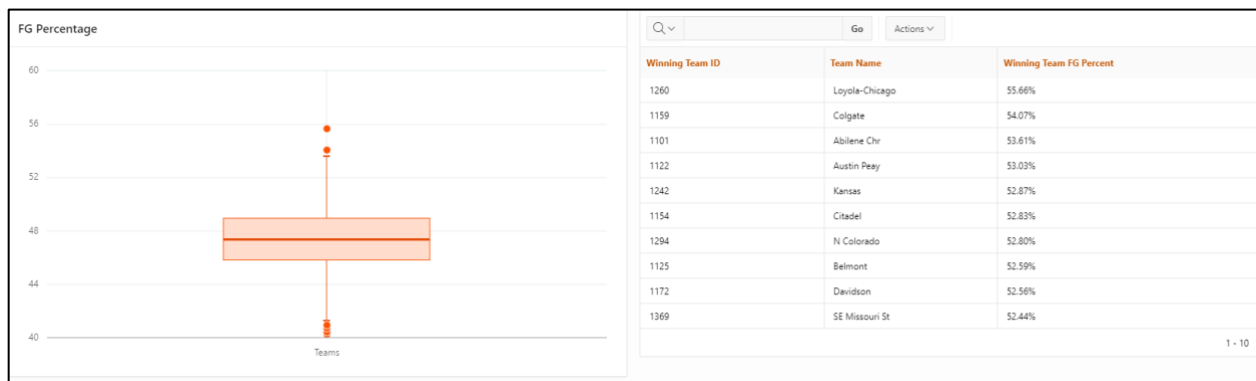 FG Percentage
60
56
52
48
44
40
Teams
Go Actions
Winning Team ID Team Name Winning Team FG Percent
1260 Loyola-Chicago 55.66%
1159 Colgate 54.07%
1101 Abilene Chr 53.61%
1122 Austin Peay 53.03%
1242 Kansas 52.87%
1154 Citadel 52.83%
1294 N Colorado 52.80%
1125 Belmont 52.59%
1172 Davidson 52.56%
1369 SE Missouri St 52.44%
1 - 10